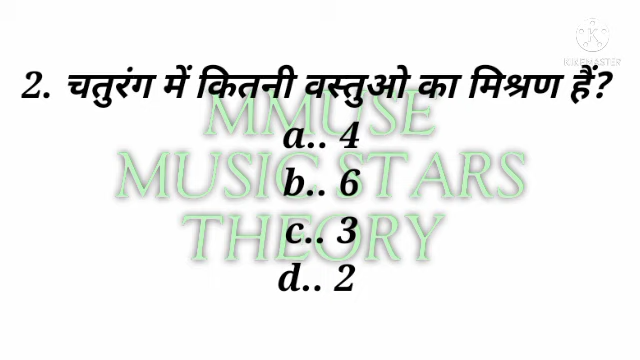 KINEMASTER
2. चतुरंग में कितनी वस्तुओ का मिश्रण हैं?
MMUSE
a.. 4
MUSIC STARS
b.. 6
THEORY
c.. 3
d.. 2